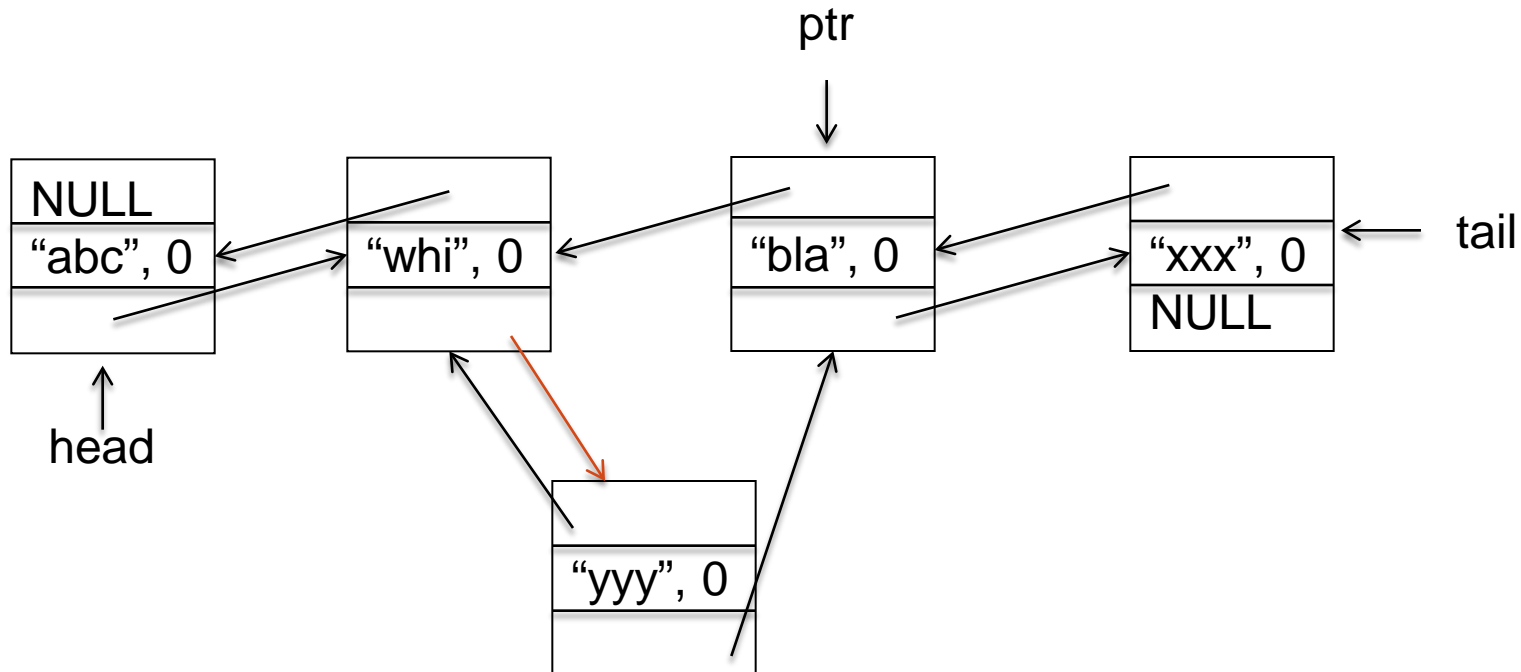 ptr
NULL
“abc”, 0
“whi”, 0
“bla”, 0
“xxx”, 0
NULL
tail
head
“yyy”, 0